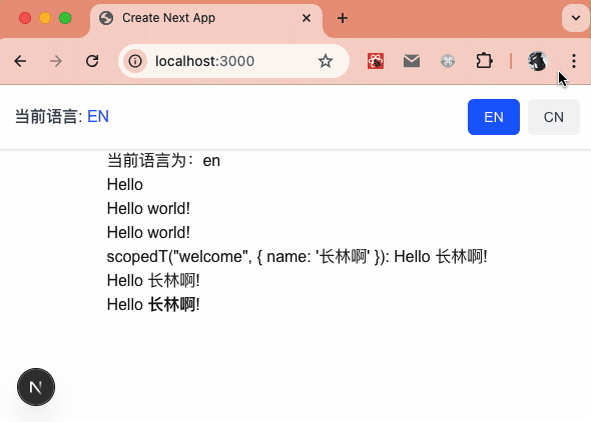 Create Next App
localhost:3000
当前语言: EN
EN
CN
当前语言为：en
Hello
Hello world!
Hello world!
scopedT("welcome", { name: '长林啊' }): Hello 长林啊!
Hello 长林啊!
Hello 长林啊!
N